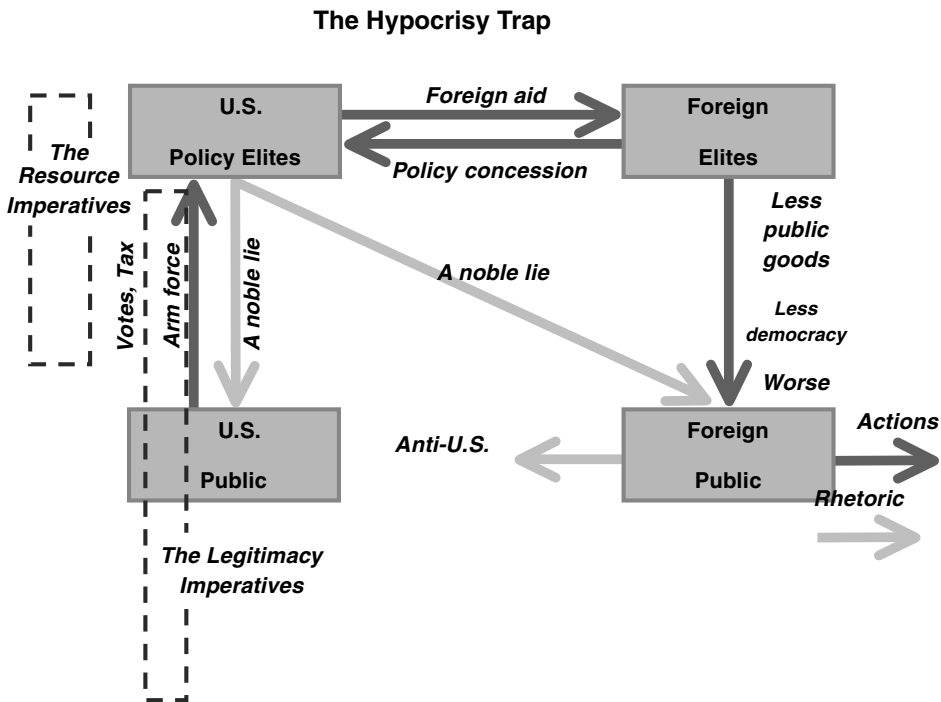 The Hypocrisy Trap
U.S.
Policy Elites
Foreign aid
Policy concession
Foreign
Elites
The
Resource
Imperatives
Votes, Tax
Arm force
A noble lie
A noble lie
Less
public
goods
Less
democracy
Worse
U.S.
Public
Anti-U.S.
Foreign
Public
Actions
Rhetoric
The Legitimacy
Imperatives